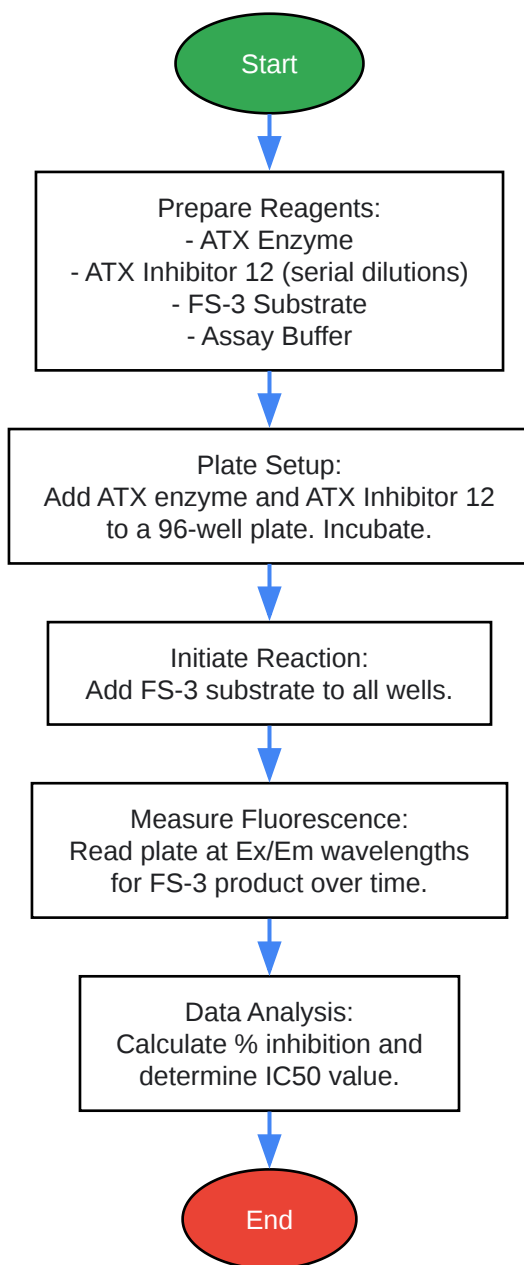 Start
Prepare Reagents:
- ATX Enzyme
- ATX Inhibitor 12 (serial dilutions)
- FS-3 Substrate
- Assay Buffer
Plate Setup:
Add ATX enzyme and ATX Inhibitor 12
to a 96-well plate. Incubate.
Initiate Reaction:
Add FS-3 substrate to all wells.
Measure Fluorescence:
Read plate at Ex/Em wavelengths
for FS-3 product over time.
Data Analysis:
Calculate % inhibition and
determine IC50 value.
End